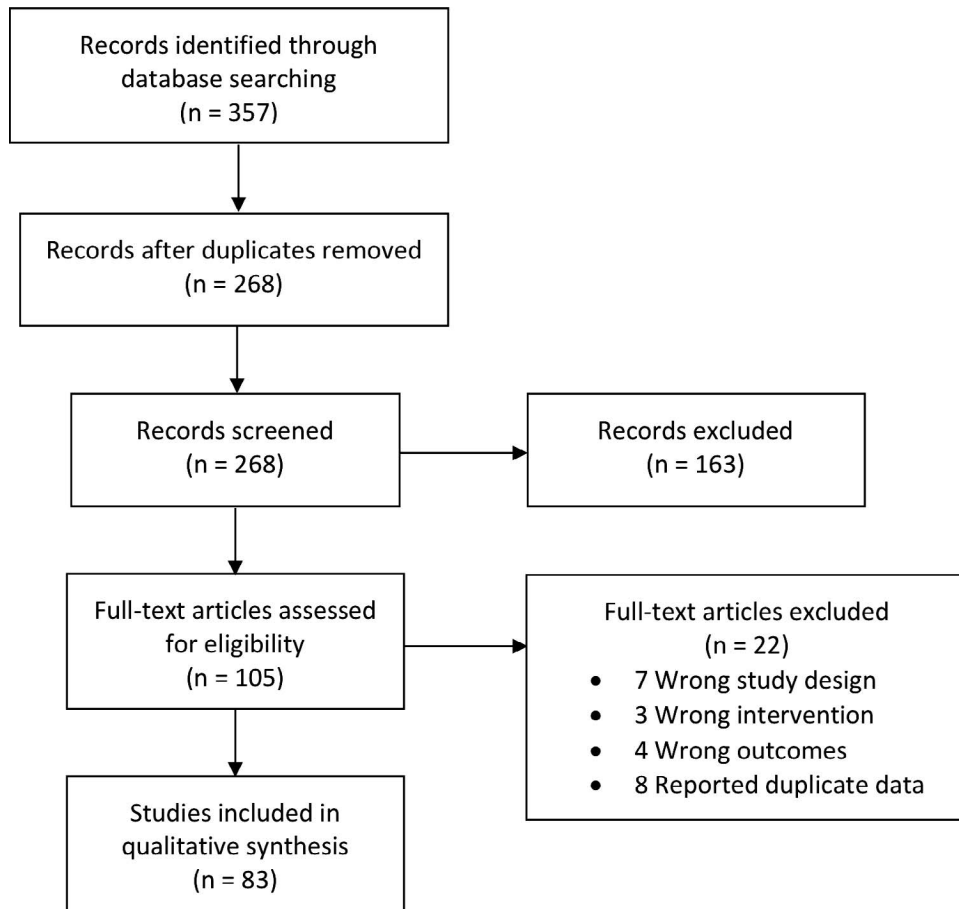 Records identified through
database searching
(n = 357)
Records after duplicates removed
(n = 268)
Records screened
(n = 268)
Records excluded
(n = 163)
Full-text articles assessed
for eligibility
(n = 105)
Full-text articles excluded
(n = 22)
• 7 Wrong study design
• 3 Wrong intervention
• 4 Wrong outcomes
• 8 Reported duplicate data
Studies included in
qualitative synthesis
(n = 83)